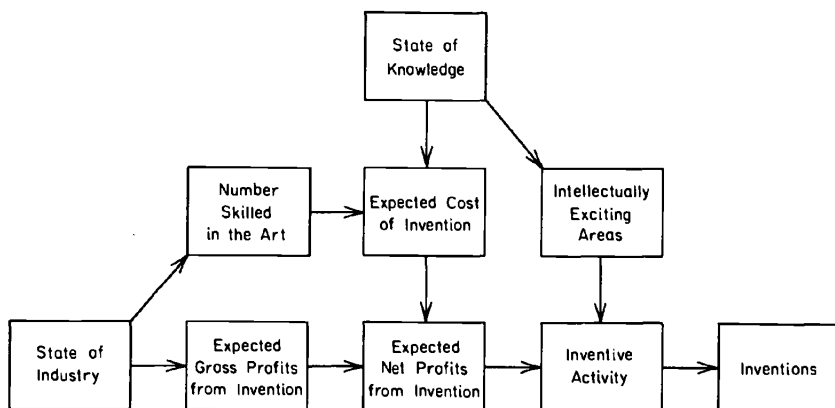 State of
Knowledge
Number
Skilled
in the Art
Expected Cost
of Invention
Intellectually
Exciting
Areas
State of
Industry
Expected
Gross Profits
from Invention
Expected
Net Profits
from Invention
Inventive
Activity
Inventions